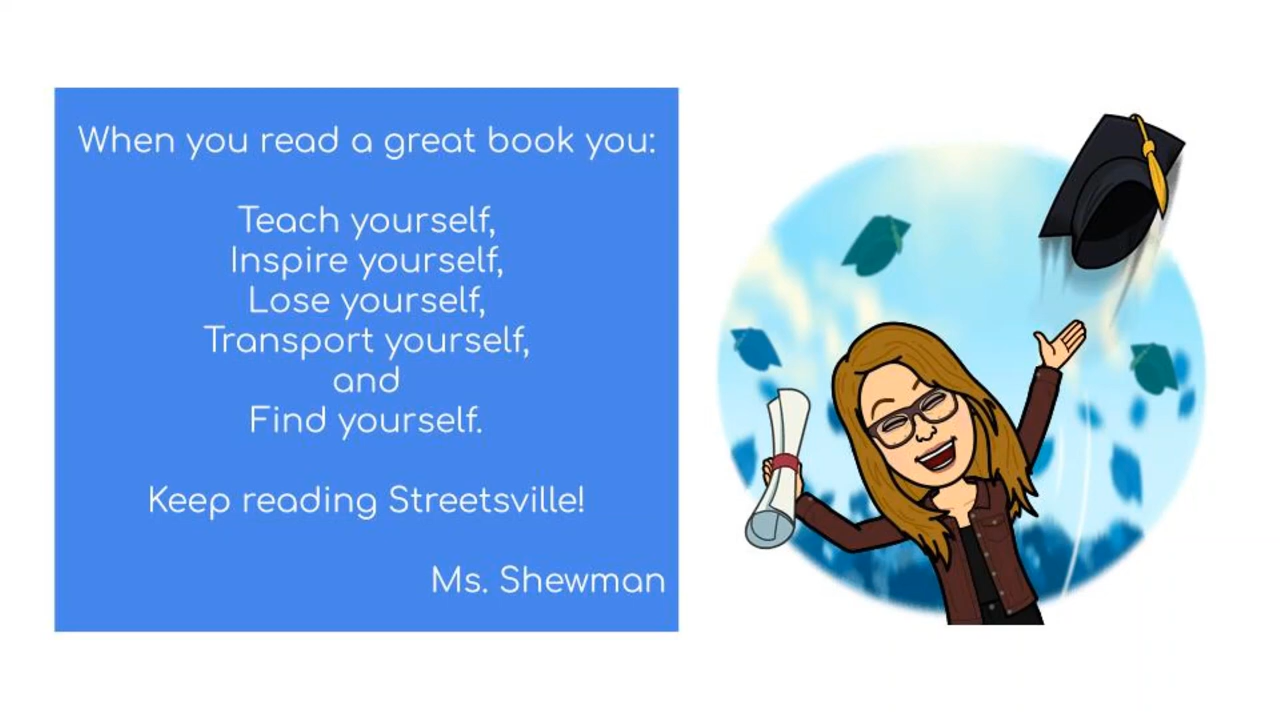 When you read a great book you:
Teach yourself,
Inspire yourself,
Lose yourself,
Transport yourself,
and
Find yourself.
Keep reading Streetsville!
Ms. Shewman